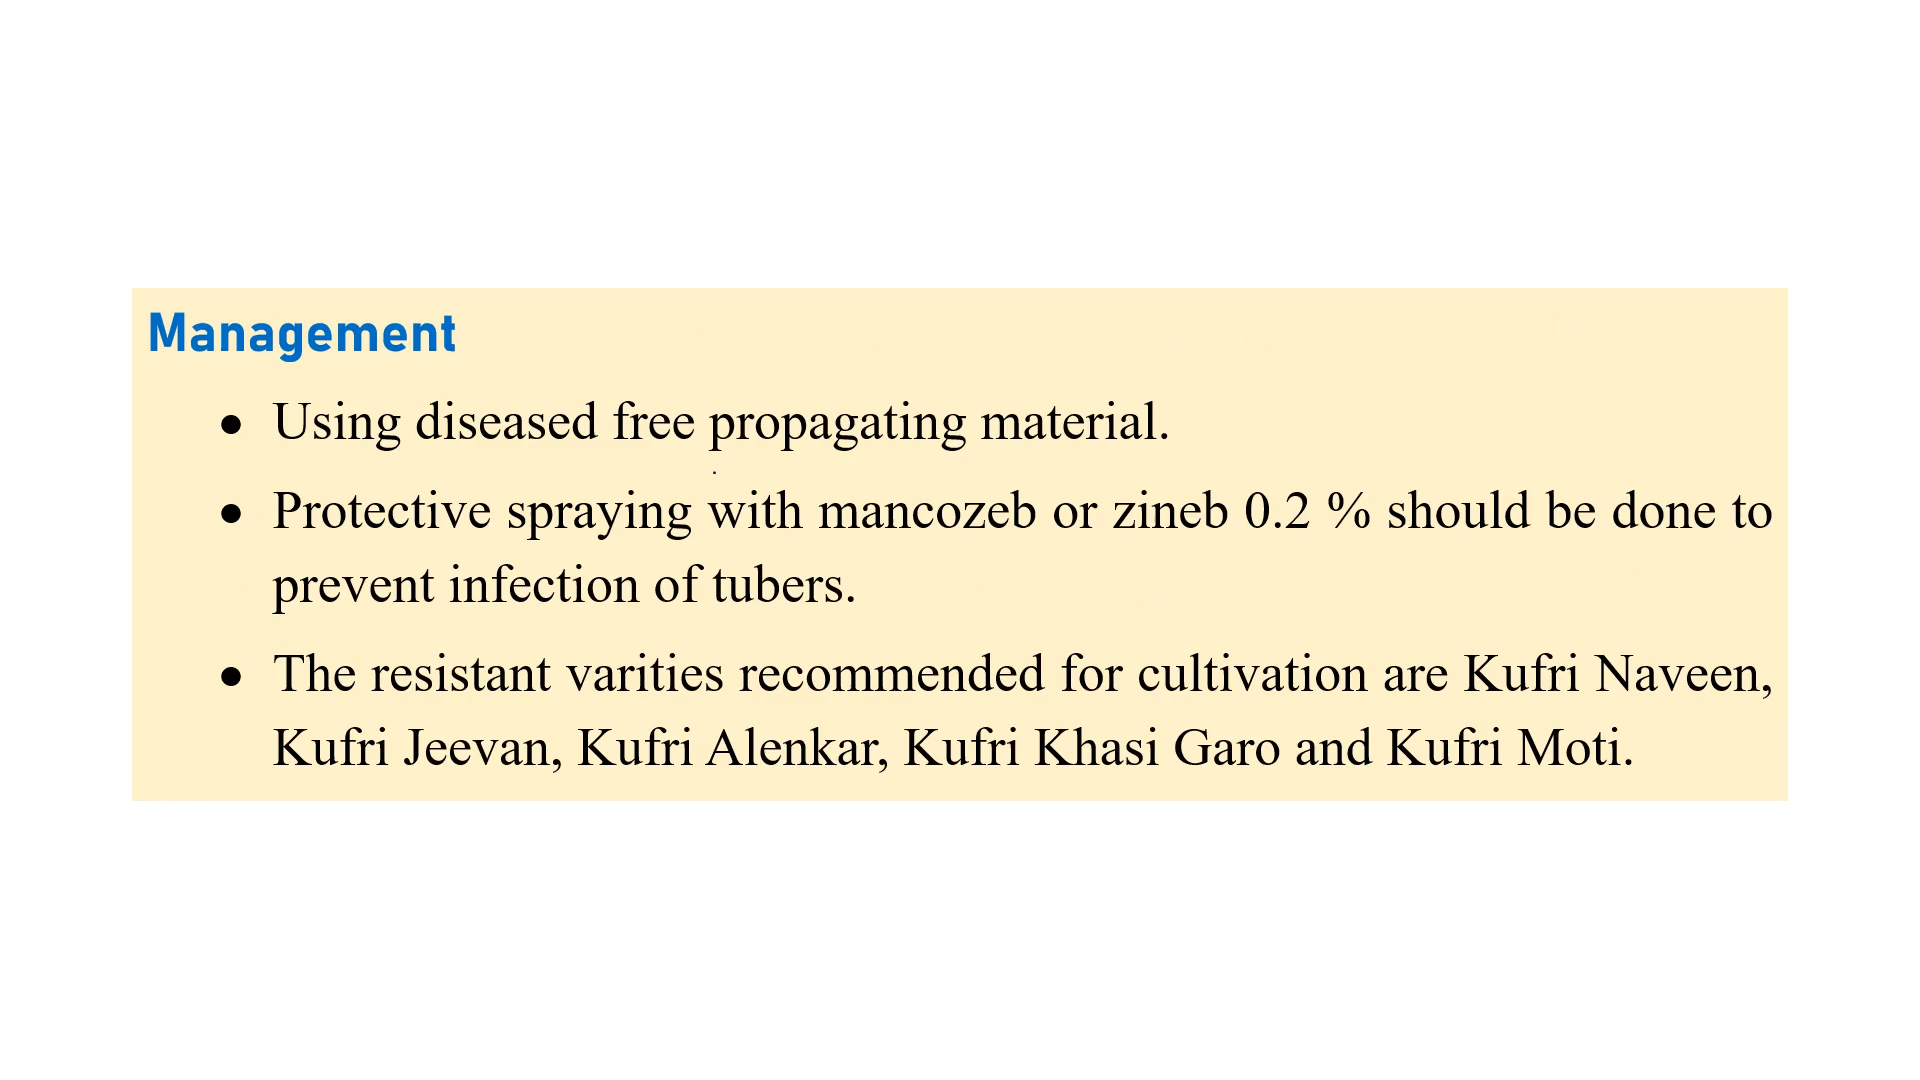 Management
• Using diseased free propagating material.
• Protective spraying with mancozeb or zineb 0.2 % should be done to
prevent infection of tubers.
• The resistant varities recommended for cultivation are Kufri Naveen,
Kufri Jeevan, Kufri Alenkar, Kufri Khasi Garo and Kufri Moti.